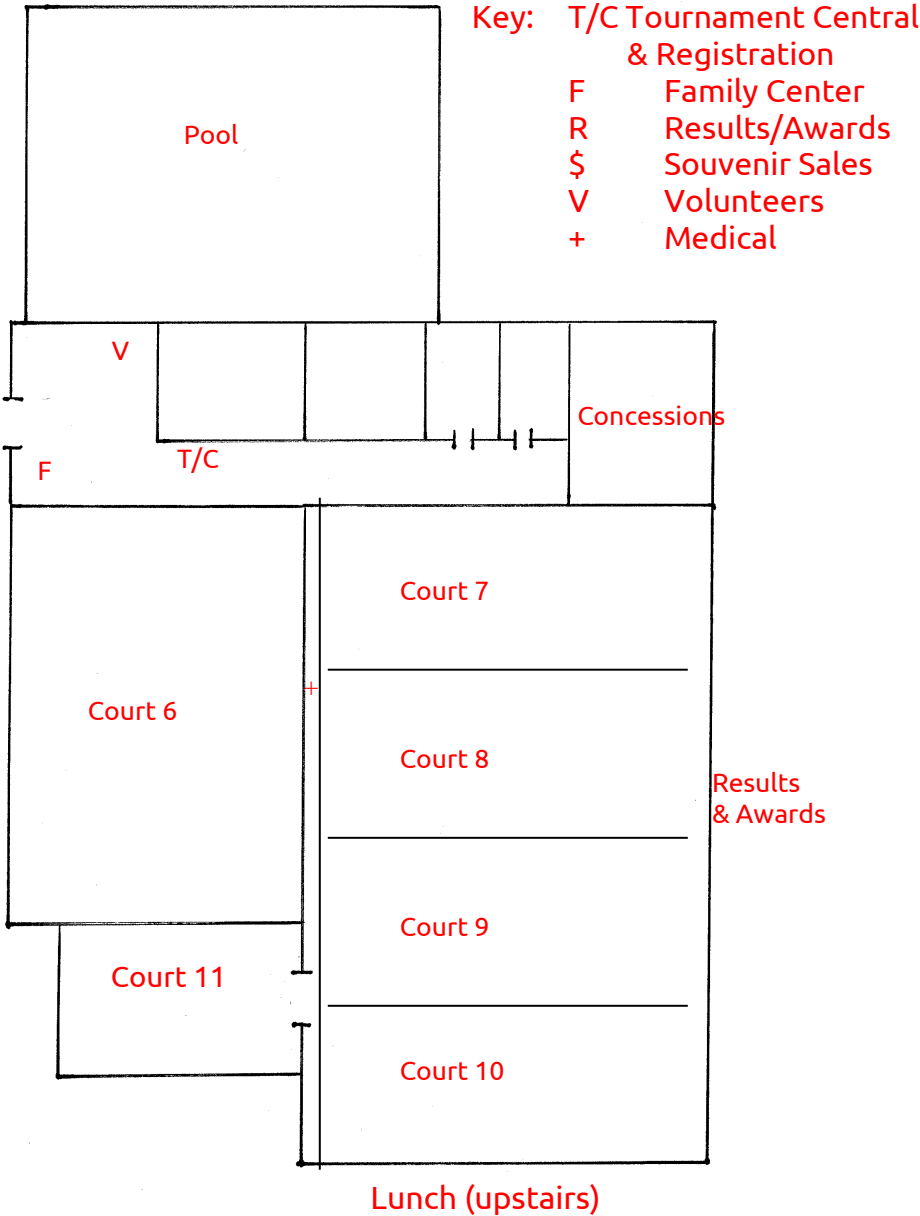 Key: T/C Tournament Central
& Registration
F Family Center
R Results/Awards
$ Souvenir Sales
V Volunteers
+ Medical
Pool
V
Concessions
T/C
F
Court 7
+
Court 6
Court 8
Results
& Awards
Court 9
Court 11
Court 10
Lunch (upstairs)